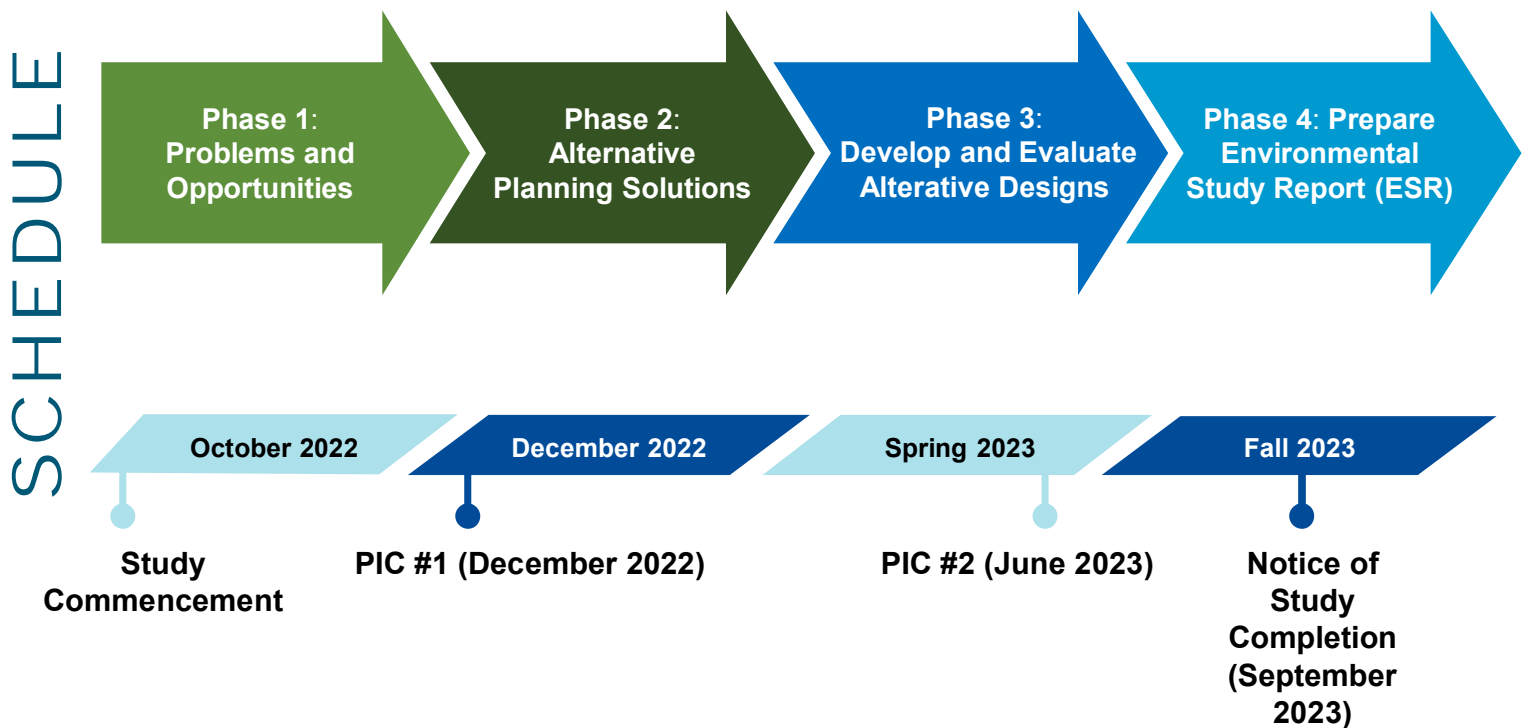 SCHEDULE
Phase 1:
Problems and
Opportunities
Phase 2:
Alternative
Planning Solutions
Phase 3:
Develop and Evaluate
Alterative Designs
Phase 4: Prepare
Environmental
Study Report (ESR)
October 2022
December 2022
Spring 2023
Fall 2023
Study
Commencement
PIC #1 (December 2022)
PIC #2 (June 2023)
Notice of
Study
Completion
(September
2023)